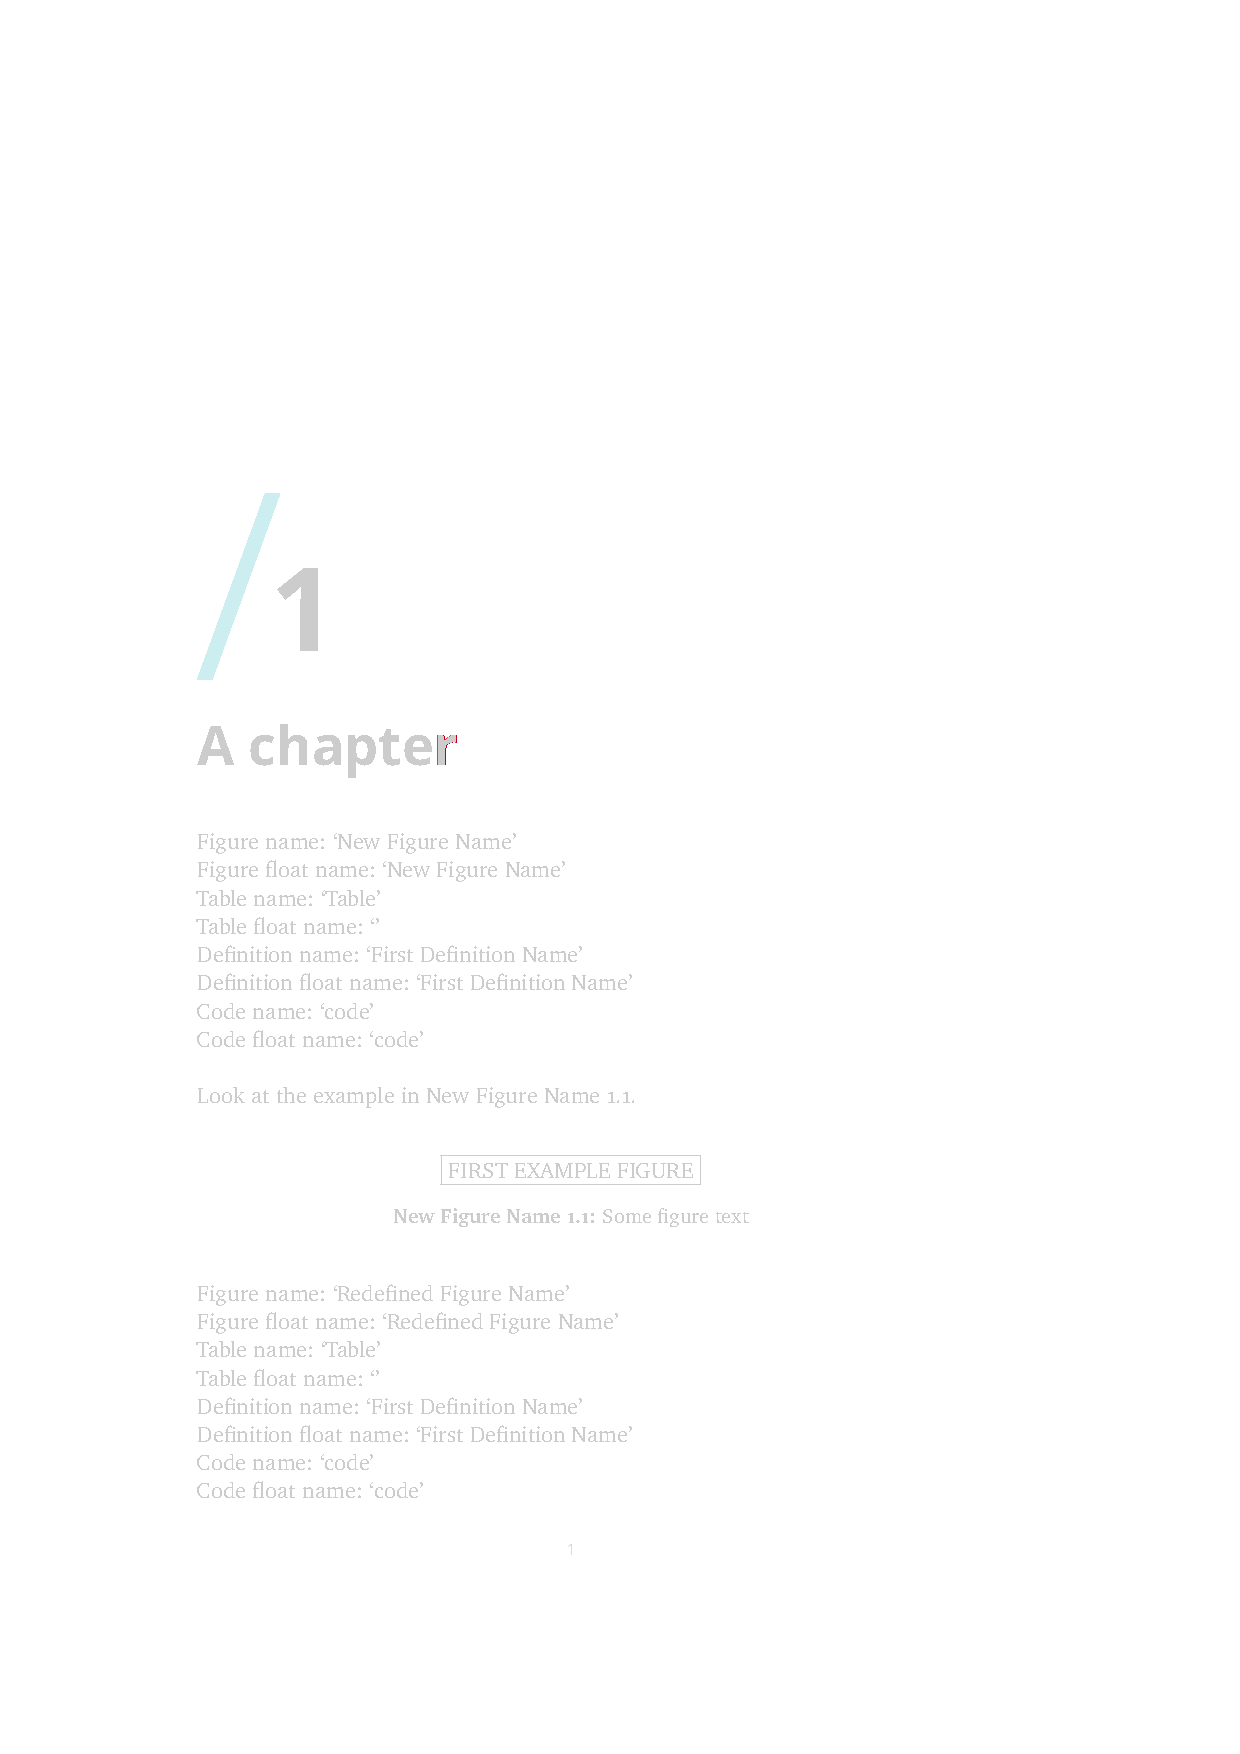 /1
A chapter
Figure name: ‘New Figure Name’
Figure float name: ‘New Figure Name’
Table name: ‘Table’
Table float name: ‘’
Definition name: ‘First Definition Name’
Definition float name: ‘First Definition Name’
Code name: ‘code’
Code float name: ‘code’
Look at the example in New Figure Name 1.1.
FIRST EXAMPLE FIGURE
New Figure Name 1.1: Some figure text
Figure name: ‘Redefined Figure Name’
Figure float name: ‘Redefined Figure Name’
Table name: ‘Table’
Table float name: ‘’
Definition name: ‘First Definition Name’
Definition float name: ‘First Definition Name’
Code name: ‘code’
Code float name: ‘code’
1